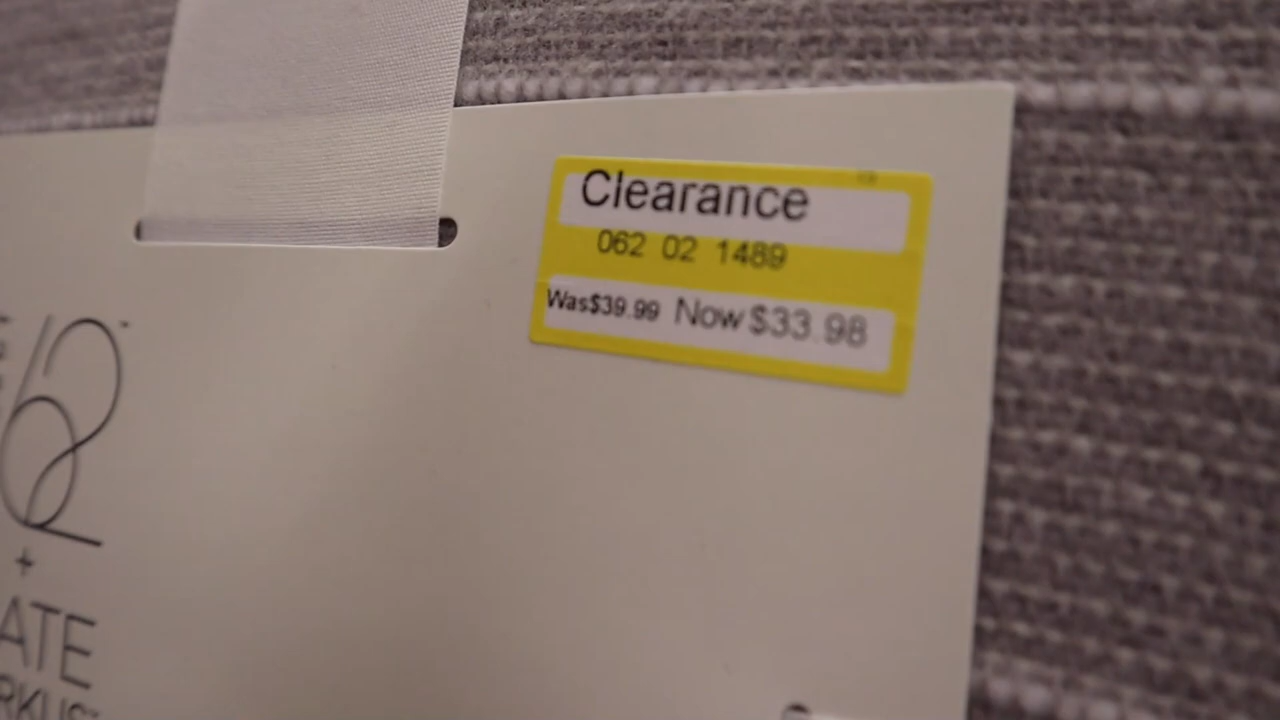 Clearance
062 02 1489
Was$39.99 Now $33.98
62
+
ATE